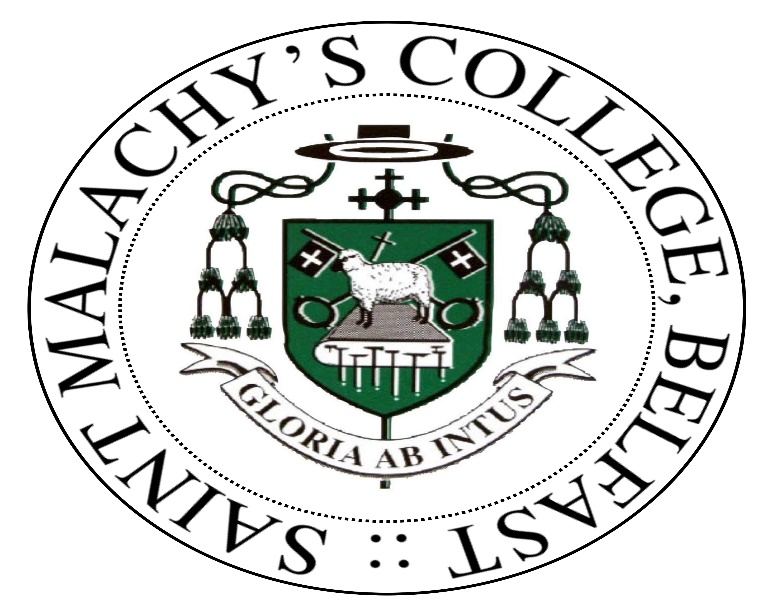 SAINT MALACHY’S COLLEGE, BELFAST ::
GLORIA AB INTUS